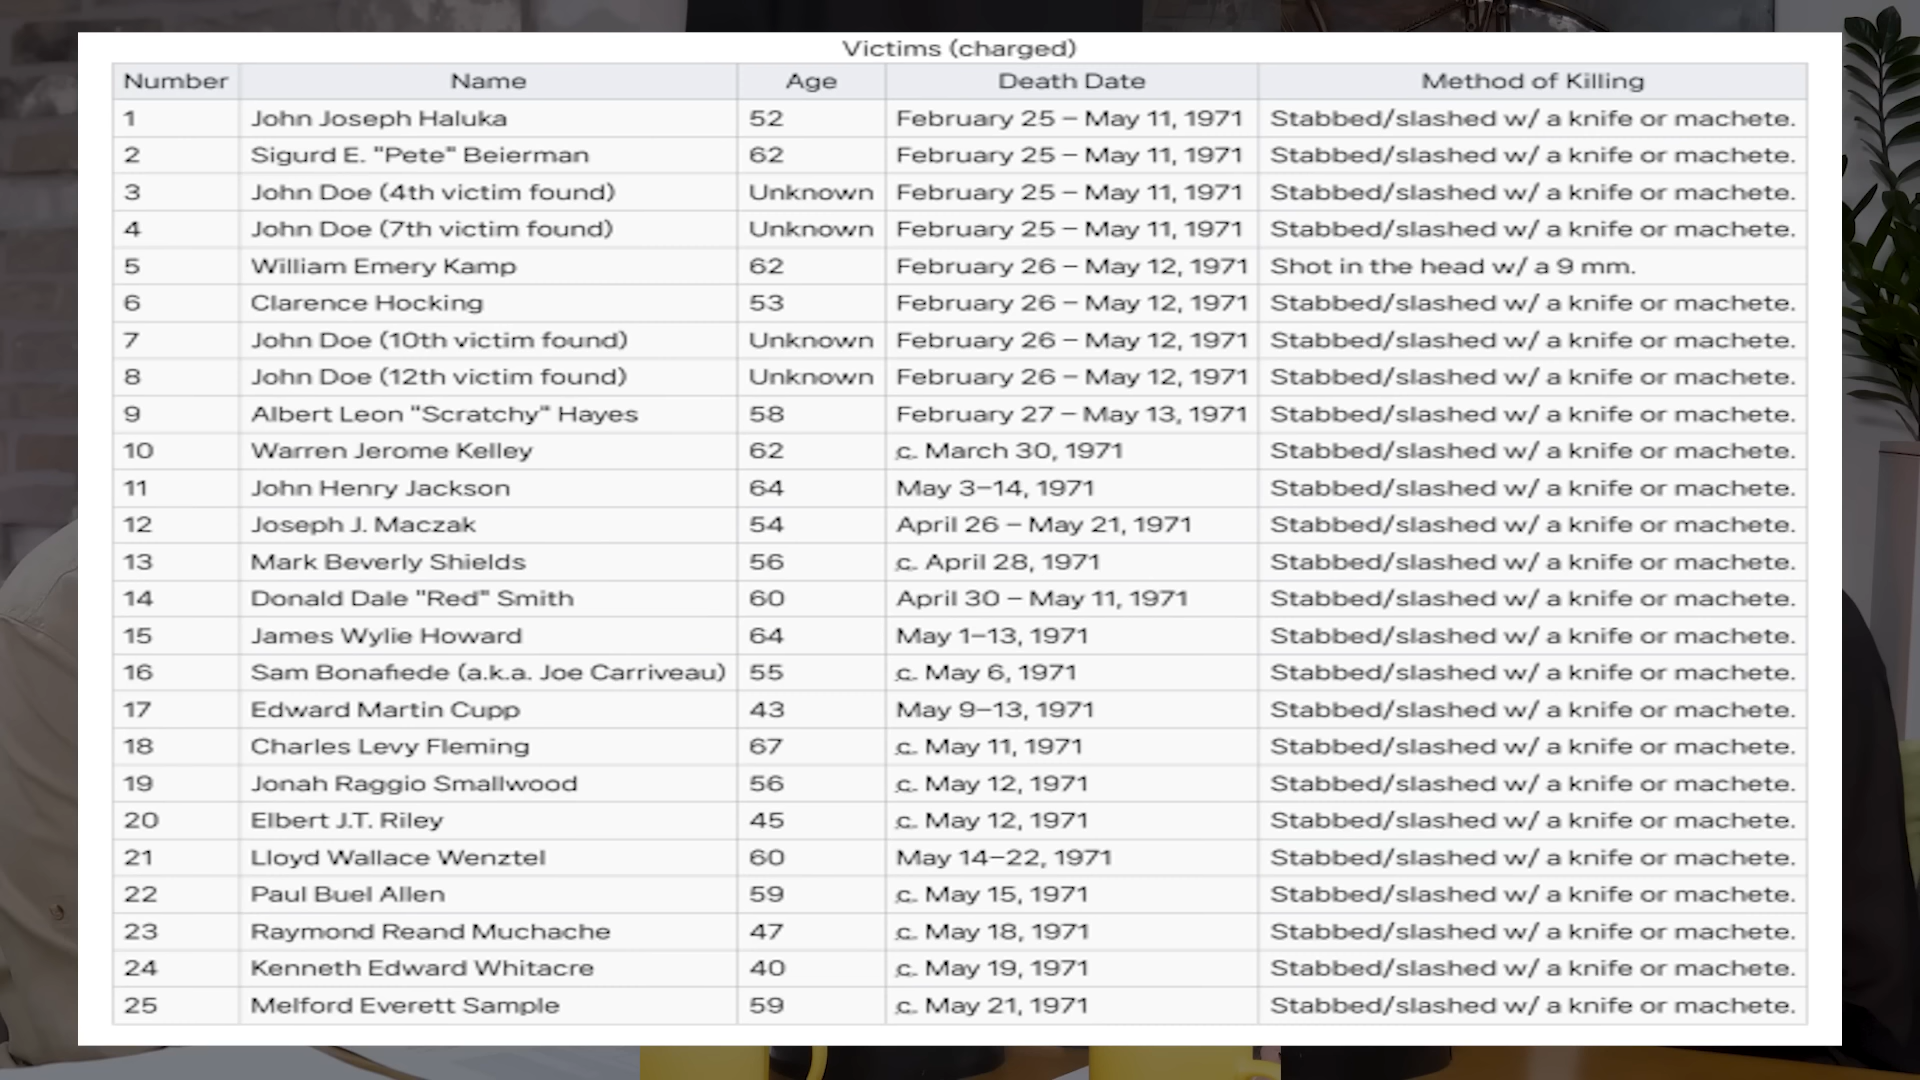 Victims (charged)
Number Name Age Death Date Method of Killing
1 John Joseph Haluka 52 February 25 – May 11, 1971 Stabbed/slashed w/ a knife or machete.
2 Sigurd E. "Pete" Beierman 62 February 25 – May 11, 1971 Stabbed/slashed w/ a knife or machete.
3 John Doe (4th victim found) Unknown February 25 – May 11, 1971 Stabbed/slashed w/ a knife or machete.
4 John Doe (7th victim found) Unknown February 25 – May 11, 1971 Stabbed/slashed w/ a knife or machete.
5 William Emery Kamp 62 February 26 – May 12, 1971 Shot in the head w/ a 9 mm.
6 Clarence Hocking 53 February 26 – May 12, 1971 Stabbed/slashed w/ a knife or machete.
7 John Doe (10th victim found) Unknown February 26 – May 12, 1971 Stabbed/slashed w/ a knife or machete.
8 John Doe (12th victim found) Unknown February 26 – May 12, 1971 Stabbed/slashed w/ a knife or machete.
9 Albert Leon "Scratchy" Hayes 58 February 27 – May 13, 1971 Stabbed/slashed w/ a knife or machete.
10 Warren Jerome Kelley 62 c. March 30, 1971 Stabbed/slashed w/ a knife or machete.
11 John Henry Jackson 64 May 3–14, 1971 Stabbed/slashed w/ a knife or machete.
12 Joseph J. Maczak 54 April 26 – May 21, 1971 Stabbed/slashed w/ a knife or machete.
13 Mark Beverly Shields 56 c. April 28, 1971 Stabbed/slashed w/ a knife or machete.
14 Donald Dale "Red" Smith 60 April 30 – May 11, 1971 Stabbed/slashed w/ a knife or machete.
15 James Wylie Howard 64 May 1–13, 1971 Stabbed/slashed w/ a knife or machete.
16 Sam Bonafiede (a.k.a. Joe Carriveau) 55 c. May 6, 1971 Stabbed/slashed w/ a knife or machete.
17 Edward Martin Cupp 43 May 9–13, 1971 Stabbed/slashed w/ a knife or machete.
18 Charles Levy Fleming 67 c. May 11, 1971 Stabbed/slashed w/ a knife or machete.
19 Jonah Raggio Smallwood 56 c. May 12, 1971 Stabbed/slashed w/ a knife or machete.
20 Elbert J.T. Riley 45 c. May 12, 1971 Stabbed/slashed w/ a knife or machete.
21 Lloyd Wallace Wenztel 60 May 14–22, 1971 Stabbed/slashed w/ a knife or machete.
22 Paul Buel Allen 59 c. May 15, 1971 Stabbed/slashed w/ a knife or machete.
23 Raymond Reand Muchache 47 c. May 18, 1971 Stabbed/slashed w/ a knife or machete.
24 Kenneth Edward Whitacre 40 c. May 19, 1971 Stabbed/slashed w/ a knife or machete.
25 Melford Everett Sample 59 c. May 21, 1971 Stabbed/slashed w/ a knife or machete.